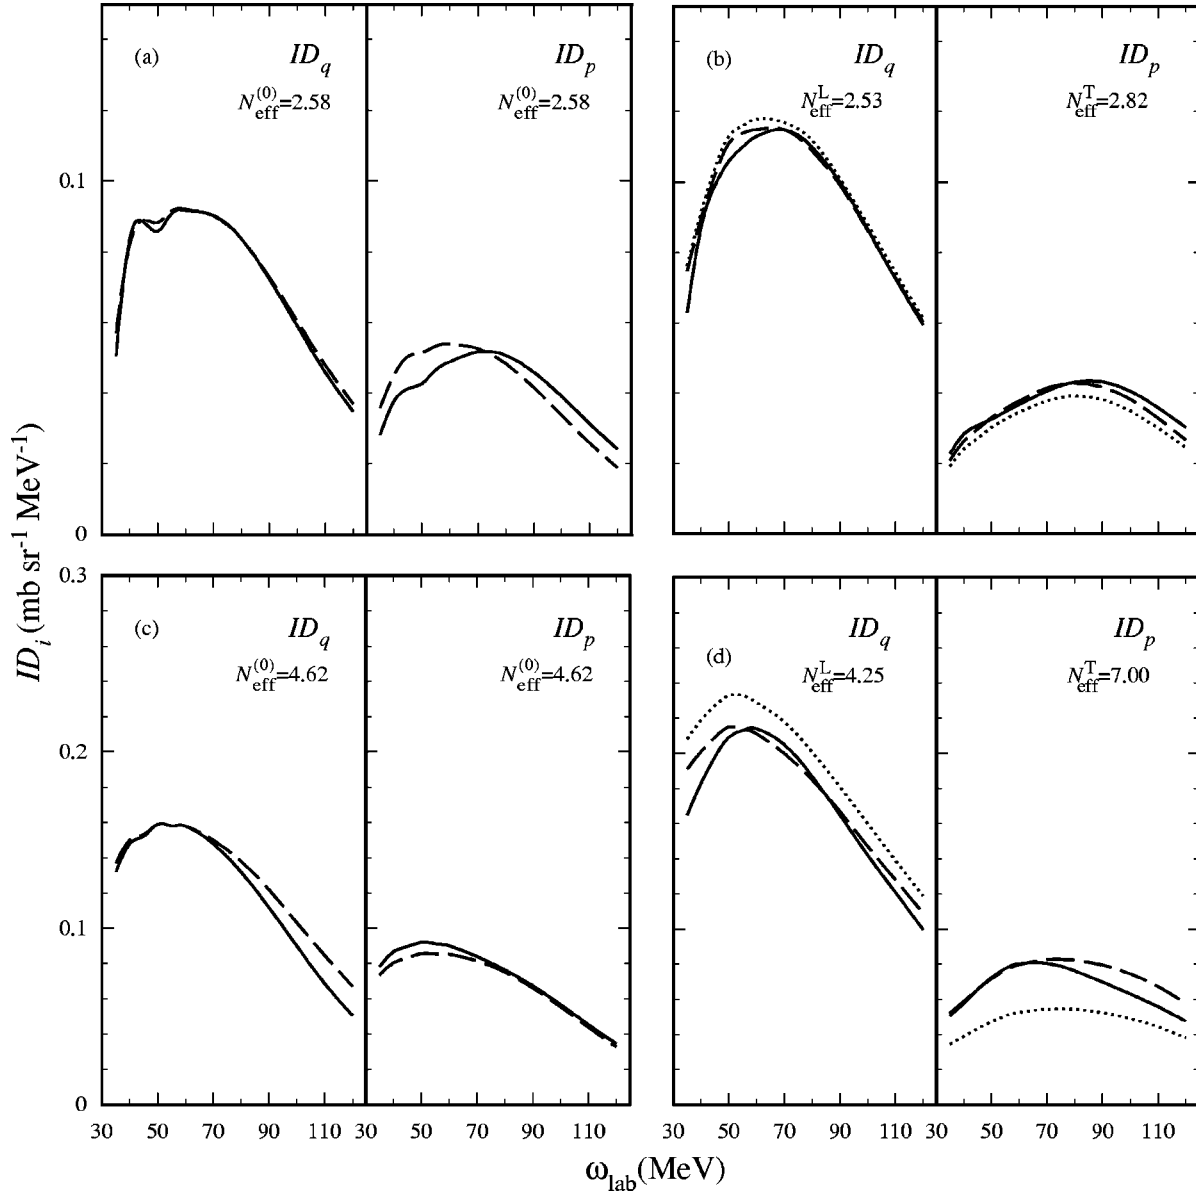 (a) ID_q ID_p
N_eff^(0)=2.58 N_eff^(0)=2.58
(b) ID_q ID_p
N_eff^L=2.53 N_eff^T=2.82
0.1
0
0.3
(c) ID_q ID_p
N_eff^(0)=4.62 N_eff^(0)=4.62
(d) ID_q ID_p
N_eff^L=4.25 N_eff^T=7.00
0.2
0.1
0
ID_i (mb sr^-1 MeV^-1)
30 50 70 90 110 30 50 70 90 110
30 50 70 90 110 30 50 70 90 110
ω_lab(MeV)